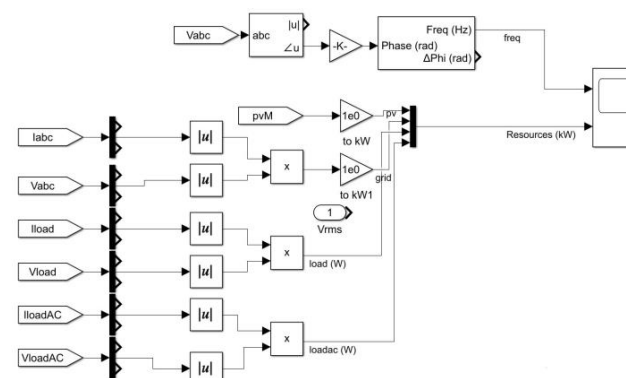 Vabc
abc
|u|
∠u
-K-
Phase (rad)
Freq (Hz)
ΔPhi (rad)
freq
pvM
1e0
pv
to kW
Resources (kW)
Iabc
|u|
x
1e0
grid
to kW1
Vabc
|u|
1
Vrms
Iload
|u|
x
load (W)
Vload
|u|
IloadAC
|u|
x
loadac (W)
VloadAC
|u|